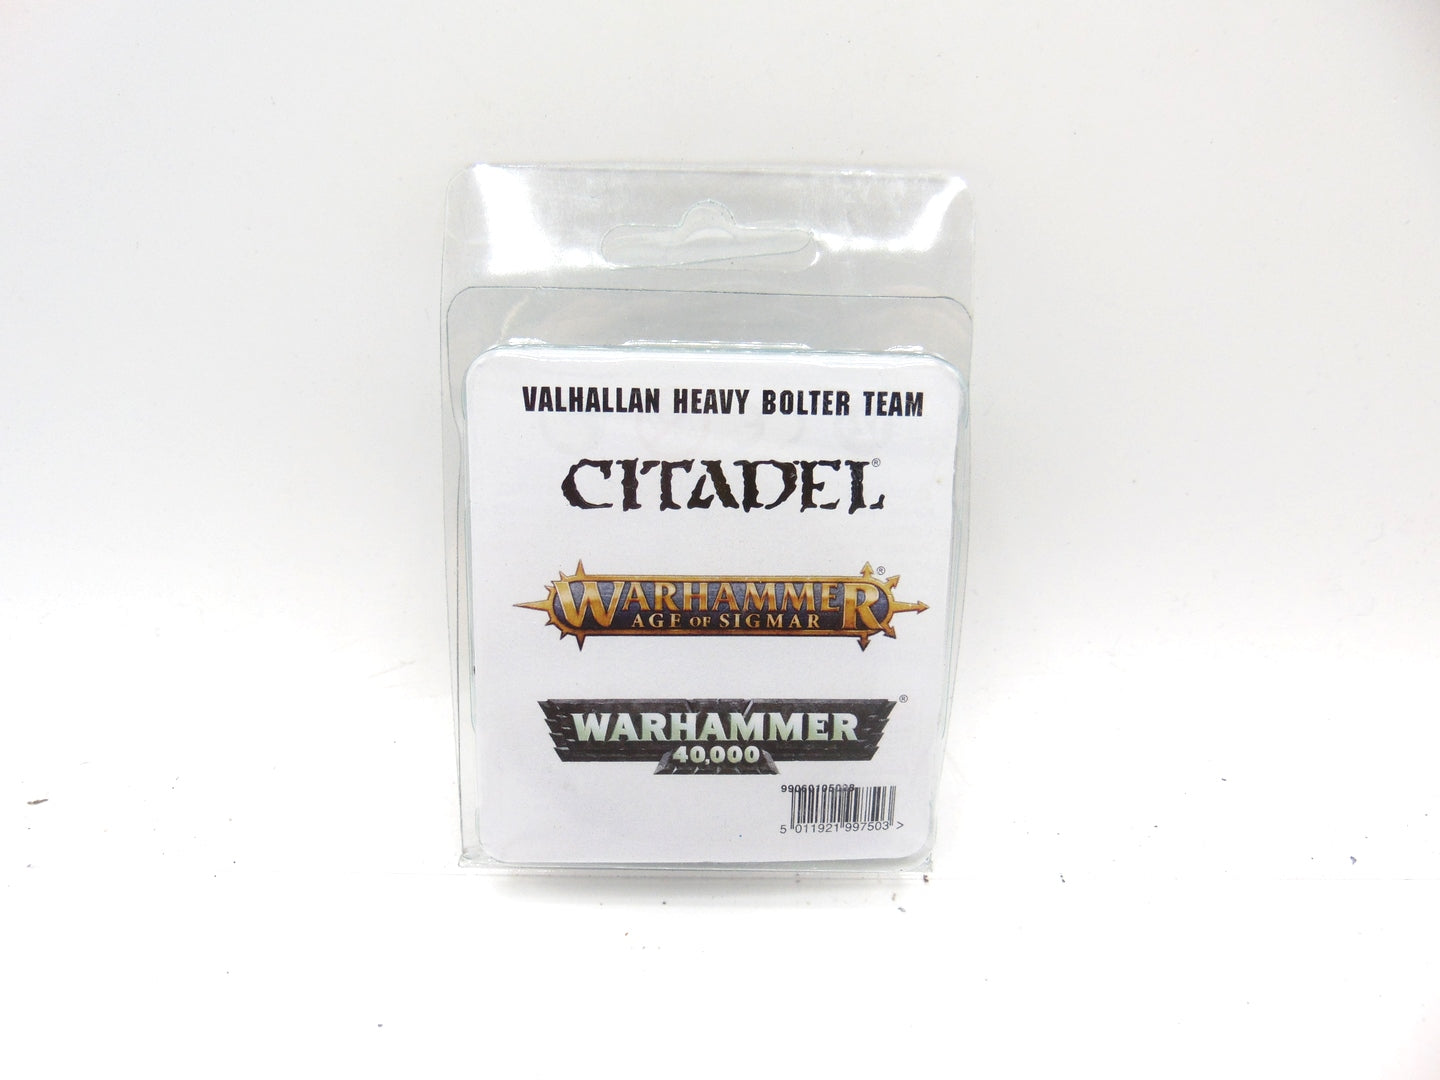 VALHALLAN HEAVY BOLTER TEAM
CITADEL®
WARHAMMER®
AGE OF SIGMAR
WARHAMMER®
40,000
5 011921 997503 >